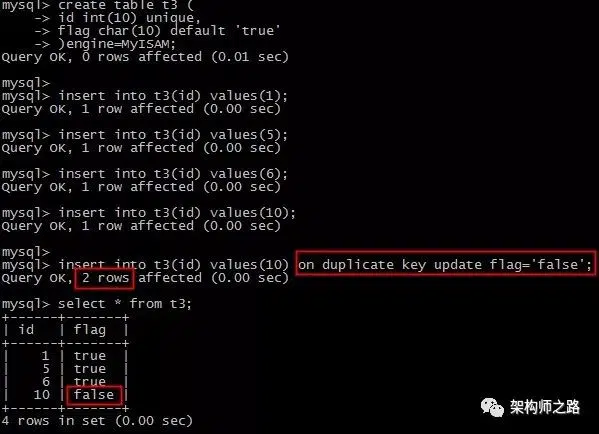 mysql> create table t3 (
    -> id int(10) unique,
    -> flag char(10) default 'true'
    -> )engine=MyISAM;
Query OK, 0 rows affected (0.01 sec)
mysql>
mysql> insert into t3(id) values(1);
Query OK, 1 row affected (0.00 sec)
mysql> insert into t3(id) values(5);
Query OK, 1 row affected (0.00 sec)
mysql> insert into t3(id) values(6);
Query OK, 1 row affected (0.00 sec)
mysql> insert into t3(id) values(10);
Query OK, 1 row affected (0.00 sec)
mysql>
mysql> insert into t3(id) values(10) on duplicate key update flag='false';
Query OK, 2 rows affected (0.00 sec)
mysql> select * from t3;
+------+-------+
| id   | flag  |
+------+-------+
|    1 | true  |
|    5 | true  |
|    6 | true  |
|   10 | false |
+------+-------+
4 rows in set (0.00 sec)
架构师之路